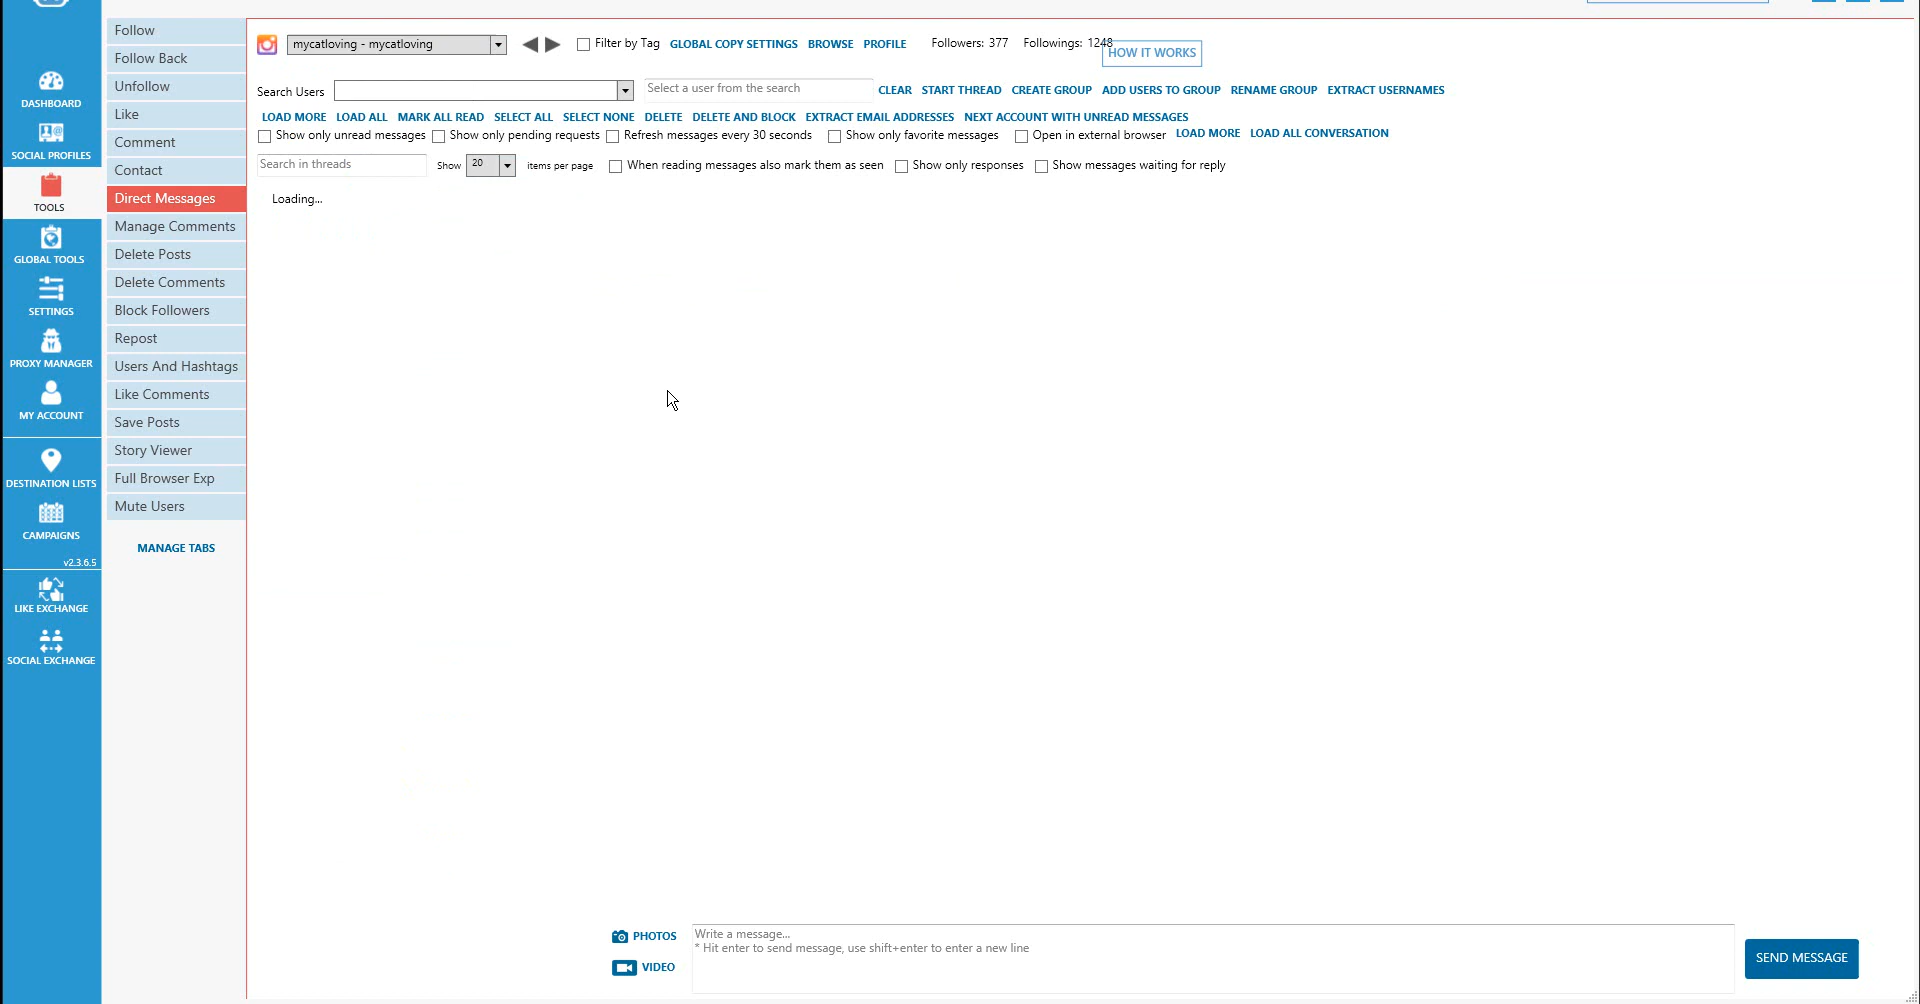 DASHBOARD
SOCIAL PROFILES
TOOLS
GLOBAL TOOLS
SETTINGS
PROXY MANAGER
MY ACCOUNT
DESTINATION LISTS
CAMPAIGNS
v2.3.6.5
LIKE EXCHANGE
SOCIAL EXCHANGE
Follow
Follow Back
Unfollow
Like
Comment
Contact
Direct Messages
Manage Comments
Delete Posts
Delete Comments
Block Followers
Repost
Users And Hashtags
Like Comments
Save Posts
Story Viewer
Full Browser Exp
Mute Users
MANAGE TABS
mycatloving - mycatloving Filter by Tag GLOBAL COPY SETTINGS BROWSE PROFILE Followers: 377 Followings: 1248 HOW IT WORKS
Search Users Select a user from the search CLEAR START THREAD CREATE GROUP ADD USERS TO GROUP RENAME GROUP EXTRACT USERNAMES
LOAD MORE LOAD ALL MARK ALL READ SELECT ALL SELECT NONE DELETE DELETE AND BLOCK EXTRACT EMAIL ADDRESSES NEXT ACCOUNT WITH UNREAD MESSAGES
Show only unread messages Show only pending requests Refresh messages every 30 seconds Show only favorite messages Open in external browser LOAD MORE LOAD ALL CONVERSATION
Search in threads Show 20 items per page When reading messages also mark them as seen Show only responses Show messages waiting for reply
Loading...
PHOTOS
VIDEO
Write a message...
* Hit enter to send message, use shift+enter to enter a new line
SEND MESSAGE